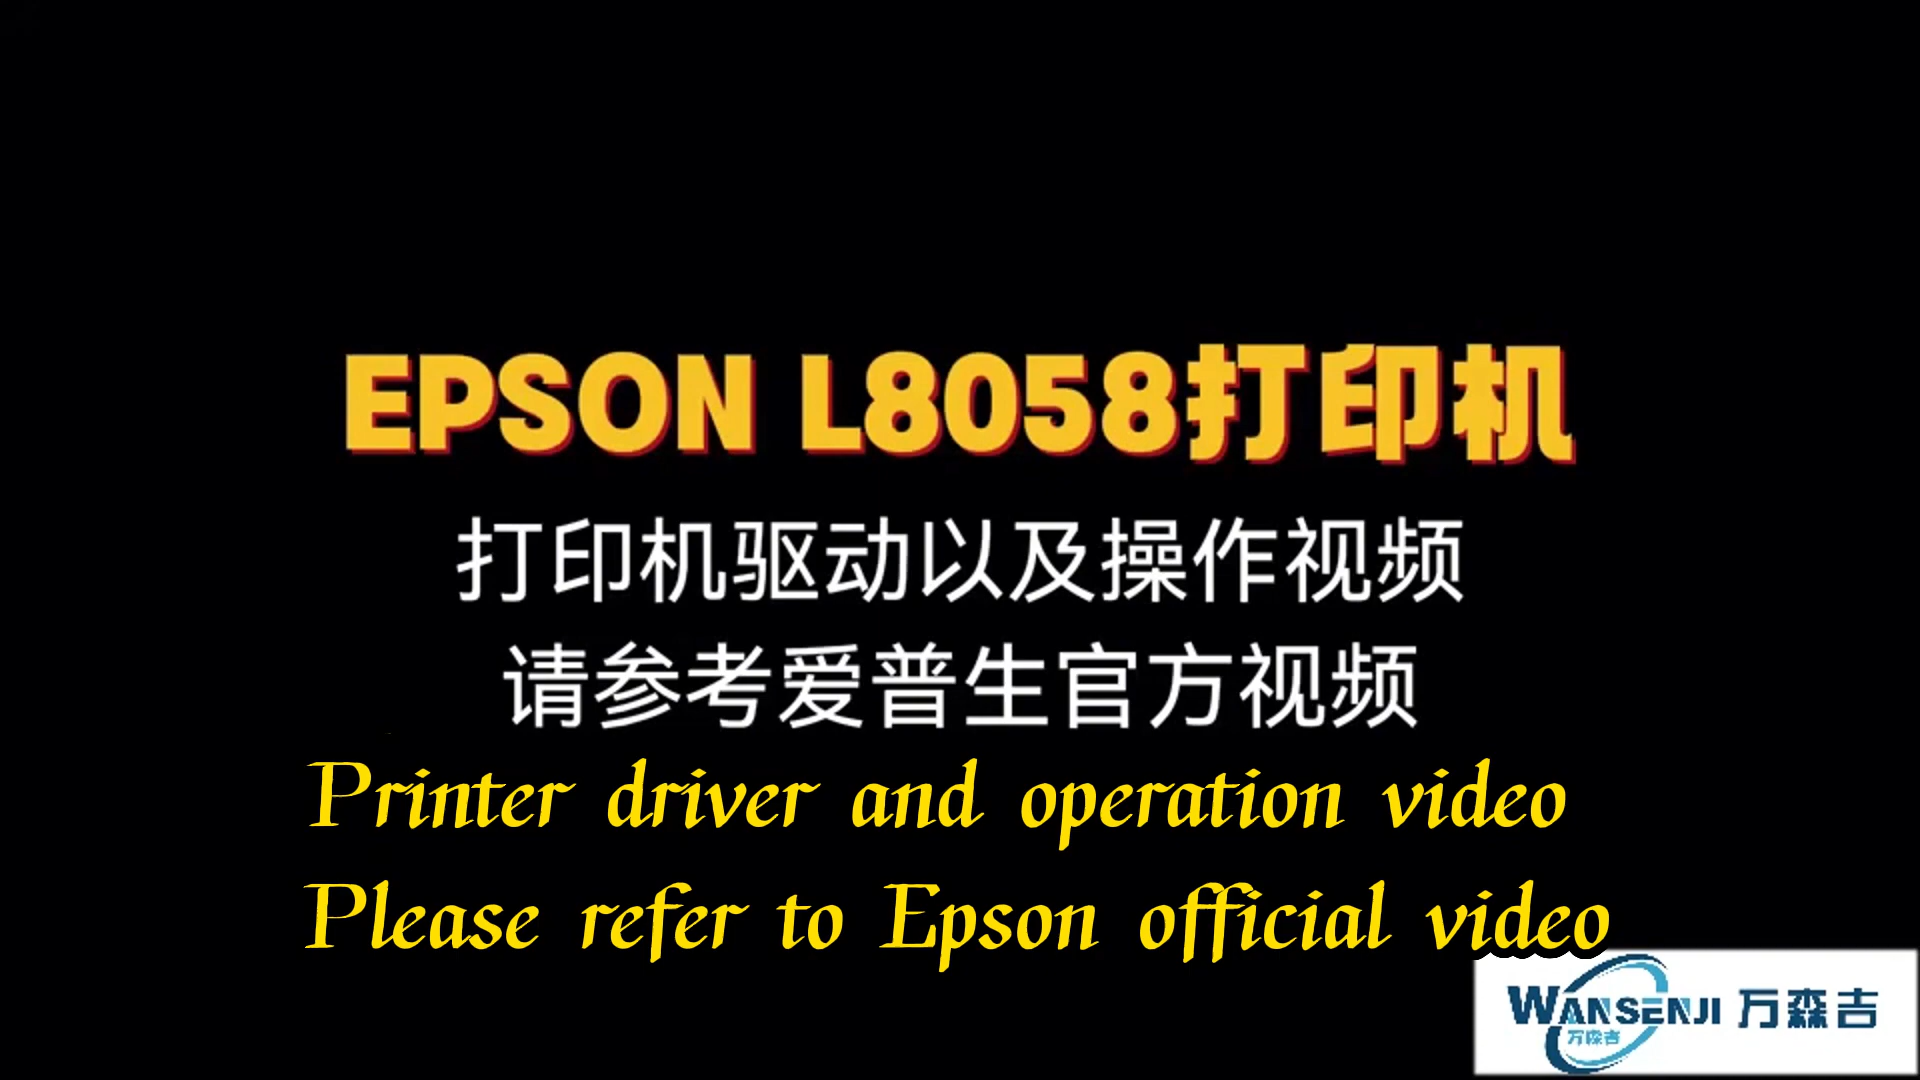 EPSON L8058打印机
打印机驱动以及操作视频
请参考爱普生官方视频
Printer driver and operation video
Please refer to Epson official video
WANSENJI 万森吉
万森吉